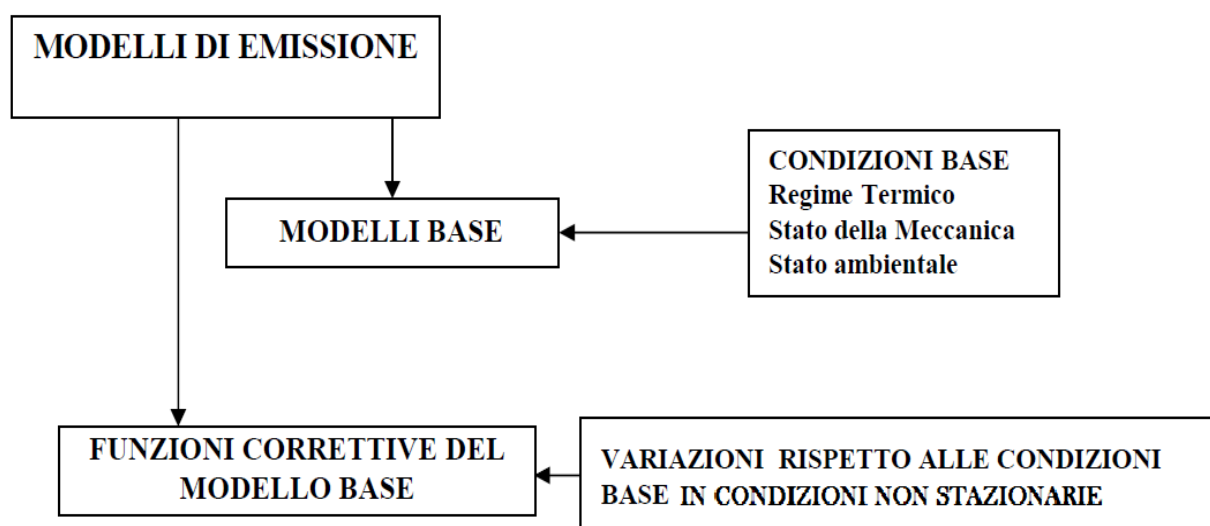 MODELLI DI EMISSIONE
CONDIZIONI BASE
Regime Termico
Stato della Meccanica
Stato ambientale
MODELLI BASE
FUNZIONI CORRETTIVE DEL
MODELLO BASE
VARIAZIONI RISPETTO ALLE CONDIZIONI
BASE IN CONDIZIONI NON STAZIONARIE